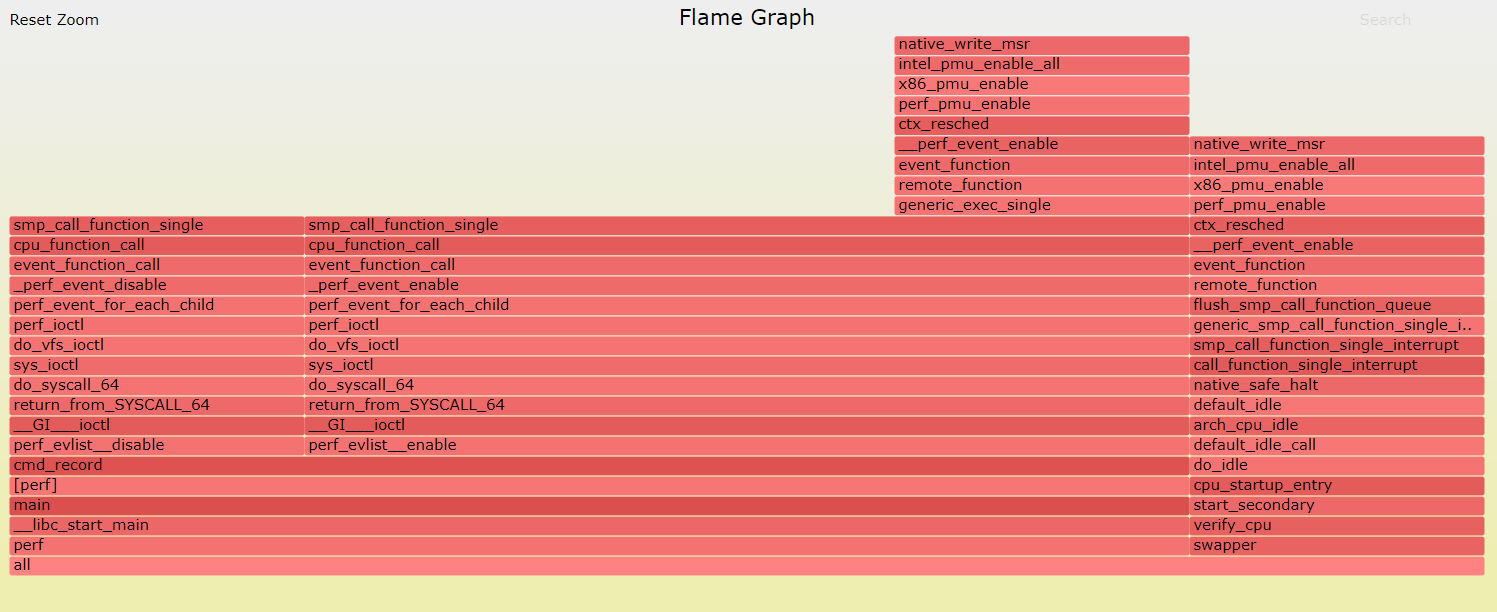 Reset Zoom Flame Graph Search
native_write_msr
intel_pmu_enable_all
x86_pmu_enable
perf_pmu_enable
ctx_resched
__perf_event_enable native_write_msr
event_function intel_pmu_enable_all
remote_function x86_pmu_enable
generic_exec_single perf_pmu_enable
smp_call_function_single smp_call_function_single ctx_resched
cpu_function_call cpu_function_call __perf_event_enable
event_function_call event_function_call event_function
_perf_event_disable _perf_event_enable remote_function
perf_event_for_each_child perf_event_for_each_child flush_smp_call_function_queue
perf_ioctl perf_ioctl generic_smp_call_function_single_i..
do_vfs_ioctl do_vfs_ioctl smp_call_function_single_interrupt
sys_ioctl sys_ioctl call_function_single_interrupt
do_syscall_64 do_syscall_64 native_safe_halt
return_from_SYSCALL_64 return_from_SYSCALL_64 default_idle
__GI___ioctl __GI___ioctl arch_cpu_idle
perf_evlist__disable perf_evlist__enable default_idle_call
cmd_record do_idle
[perf] cpu_startup_entry
main start_secondary
__libc_start_main verify_cpu
perf swapper
all